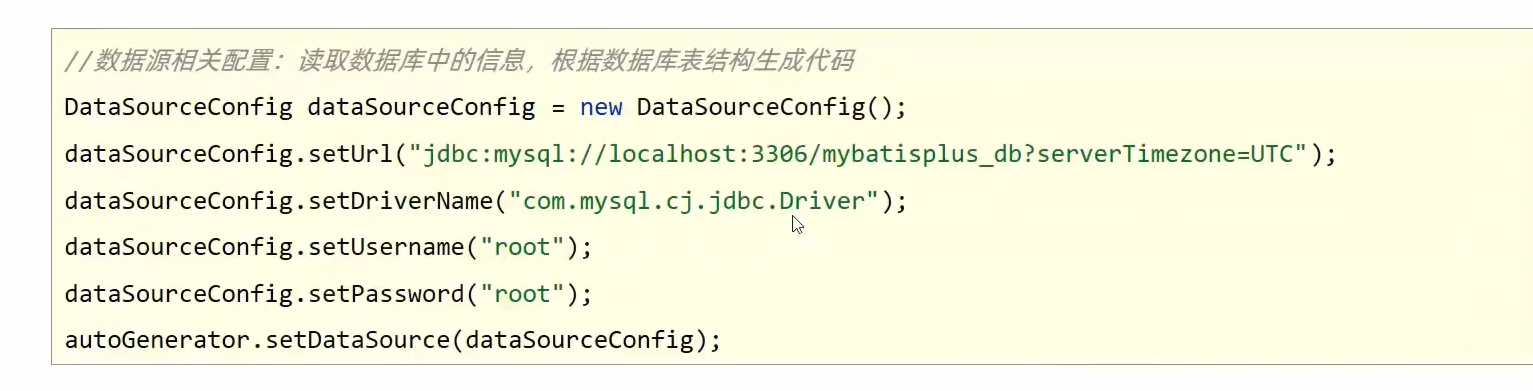 //数据源相关配置：读取数据库中的信息，根据数据库表结构生成代码
DataSourceConfig dataSourceConfig = new DataSourceConfig();
dataSourceConfig.setUrl("jdbc:mysql://localhost:3306/mybatisplus_db?serverTimezone=UTC");
dataSourceConfig.setDriverName("com.mysql.cj.jdbc.Driver");
dataSourceConfig.setUsername("root");
dataSourceConfig.setPassword("root");
autoGenerator.setDataSource(dataSourceConfig);